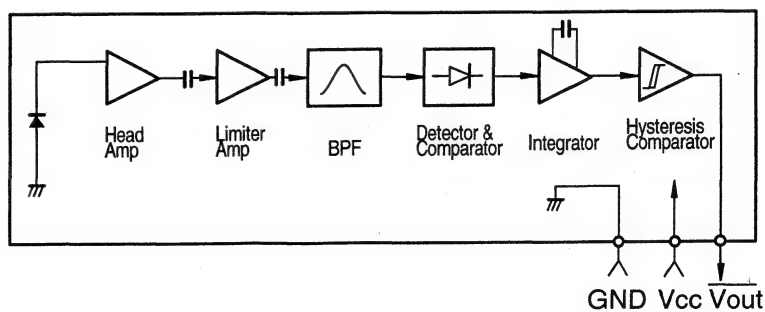 Head
Amp
Limiter
Amp
BPF
Detector &
Comparator
Integrator
Hysteresis
Comparator
GND Vcc Vout